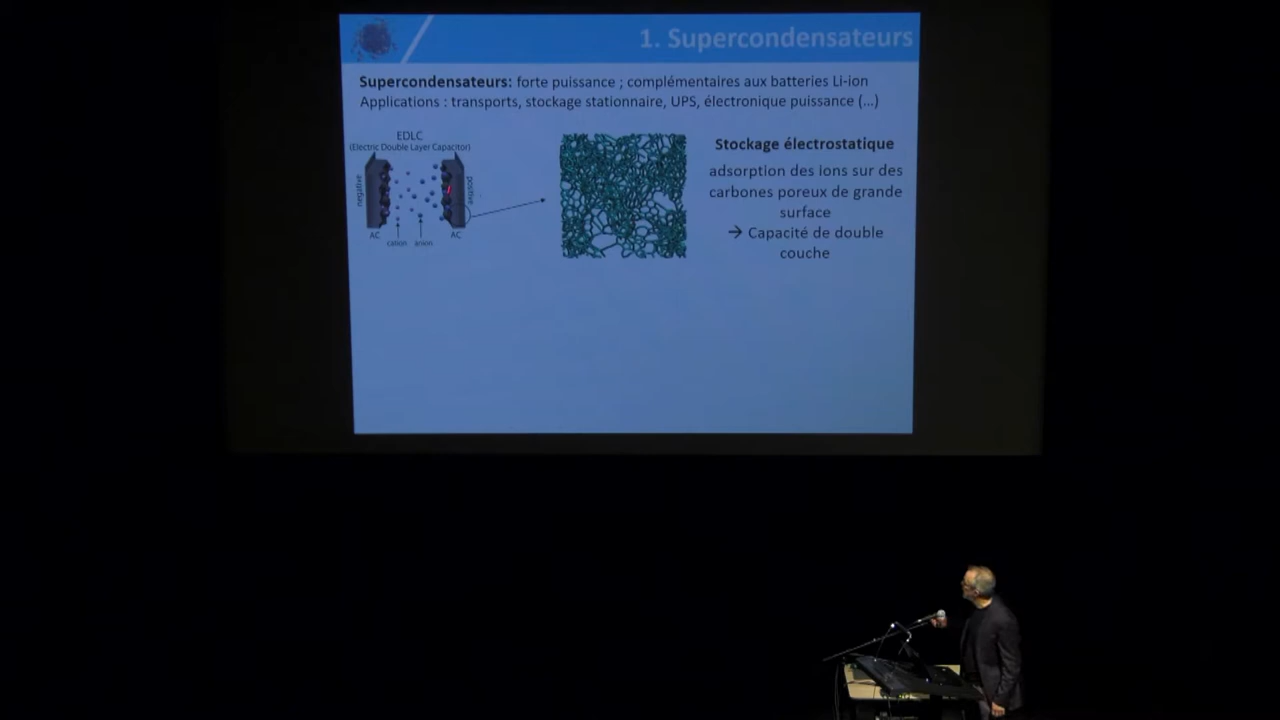 1. Supercondensateurs
Supercondensateurs: forte puissance ; complémentaires aux batteries Li-ion
Applications : transports, stockage stationnaire, UPS, électronique puissance (...)
EDLC
(Electric Double Layer Capacitor)
negative
positive
AC
AC
cation
anion
Stockage électrostatique
adsorption des ions sur des
carbones poreux de grande
surface
→ Capacité de double
couche